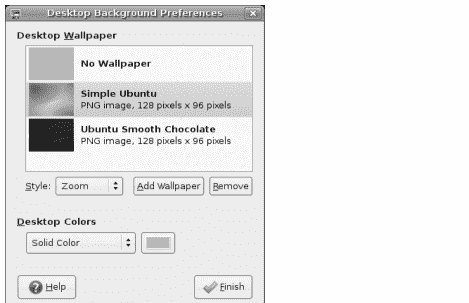 Desktop Background Preferences
Desktop Wallpaper
No Wallpaper
Simple Ubuntu
PNG image, 128 pixels x 96 pixels
Ubuntu Smooth Chocolate
PNG image, 128 pixels x 96 pixels
Style: Zoom Add Wallpaper Remove
Desktop Colors
Solid Color
Help Finish